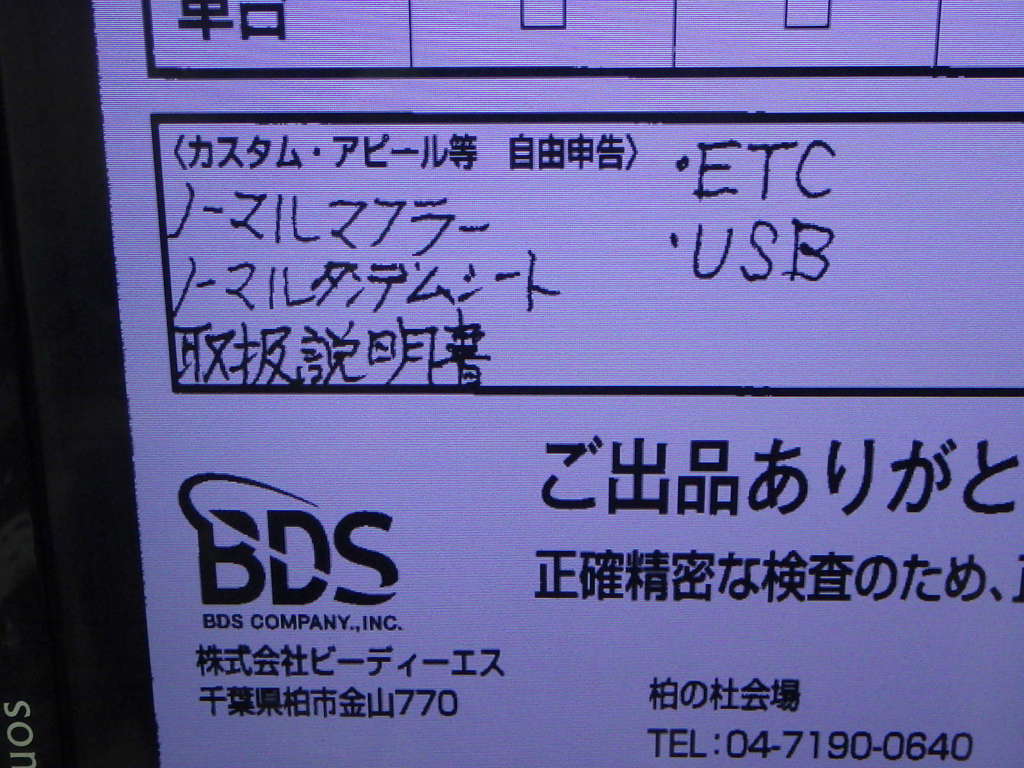 車台
〈カスタム・アピール等 自由申告〉
・ETC
ノーマルマフラー
・USB
ノーマルタンデムシート
取扱説明書
ご出品ありがと
正確精密な検査のため、
BDS
BDS COMPANY.,INC.
株式会社ビーディーエス
千葉県柏市金山770
柏の杜会場
TEL:04-7190-0640